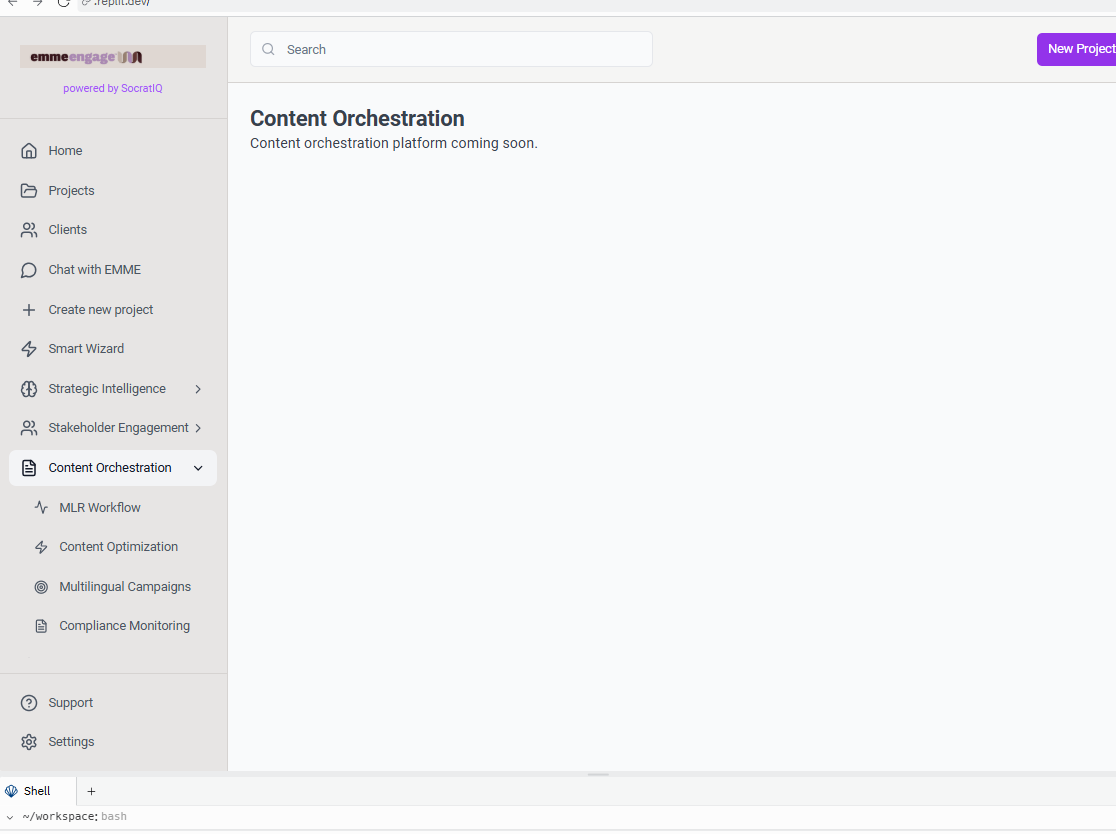 .replit.dev/
emmeengage
powered by SocratIQ
Search
New Project
Home
Projects
Clients
Chat with EMME
Create new project
Smart Wizard
Strategic Intelligence
Stakeholder Engagement
Content Orchestration
MLR Workflow
Content Optimization
Multilingual Campaigns
Compliance Monitoring
Support
Settings
Content Orchestration
Content orchestration platform coming soon.
Shell
~/workspace: bash